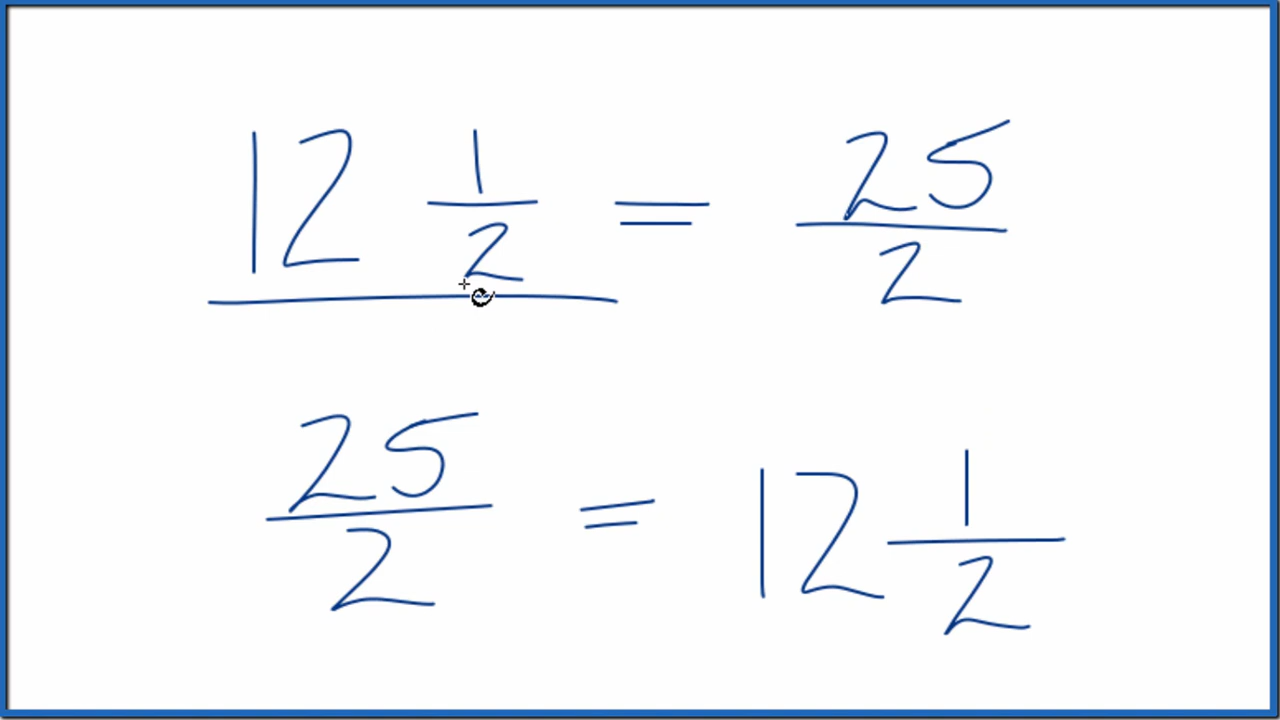 12 1/2 = 25/2
25/2 = 12 1/2